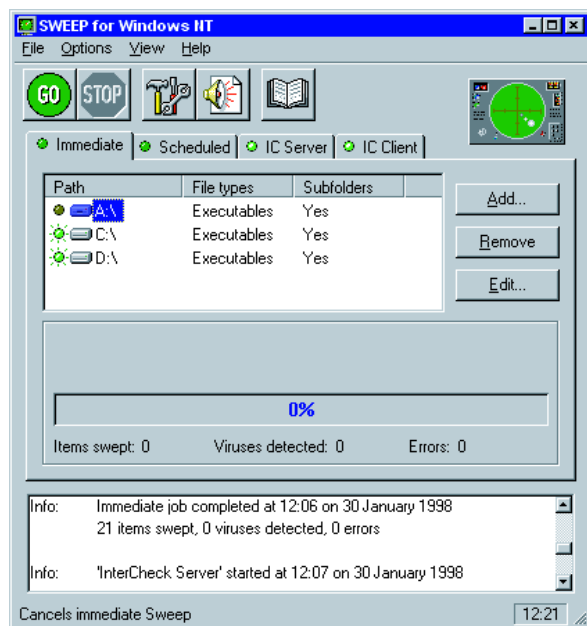 SWEEP for Windows NT
File Options View Help
GO STOP
Immediate Scheduled IC Server IC Client
Path File types Subfolders
A:\ Executables Yes
C:\ Executables Yes
D:\ Executables Yes
Add...
Remove
Edit...
0%
Items swept: 0 Viruses detected: 0 Errors: 0
Info: Immediate job completed at 12:06 on 30 January 1998
21 items swept, 0 viruses detected, 0 errors
Info: 'InterCheck Server' started at 12:07 on 30 January 1998
Cancels immediate Sweep 12:21